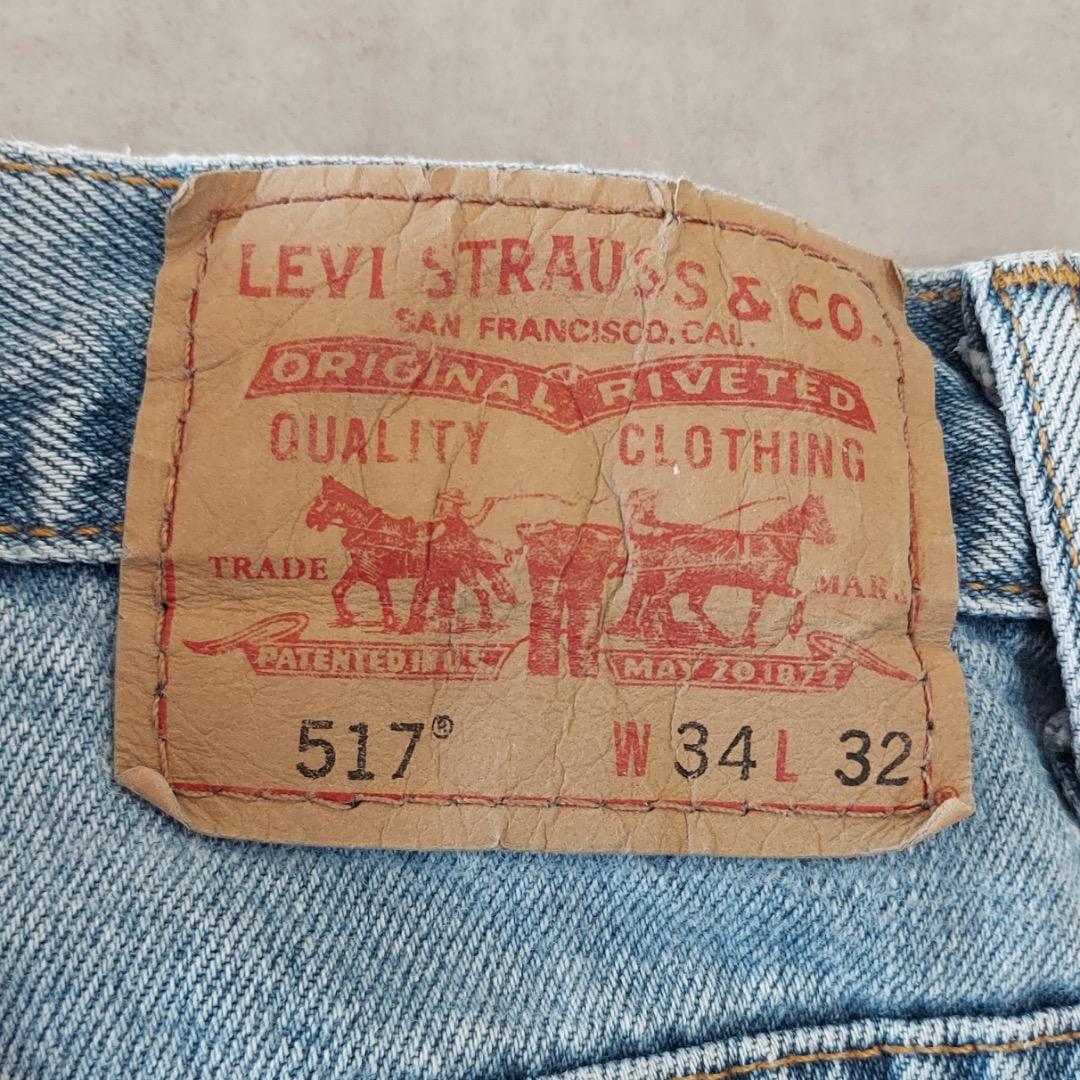 LEVI STRAUSS & CO.
SAN FRANCISCO, CAL.
ORIGINAL RIVETED
QUALITY CLOTHING
TRADE MARK
PATENTED IN U.S. MAY 20 1873
517® W 34 L 32
®